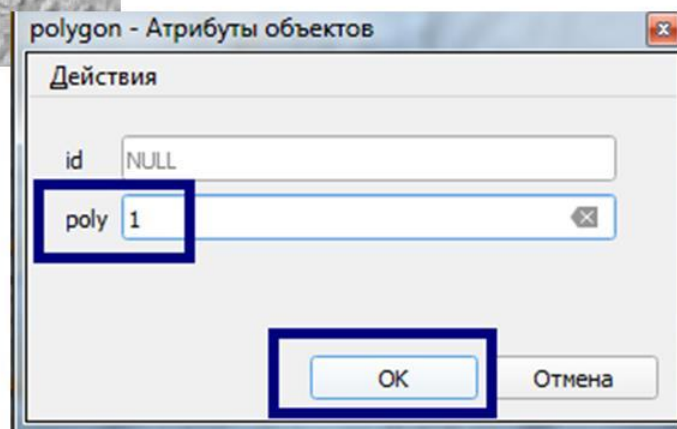 polygon - Атрибуты объектов
Действия
id NULL
poly 1
OK Отмена